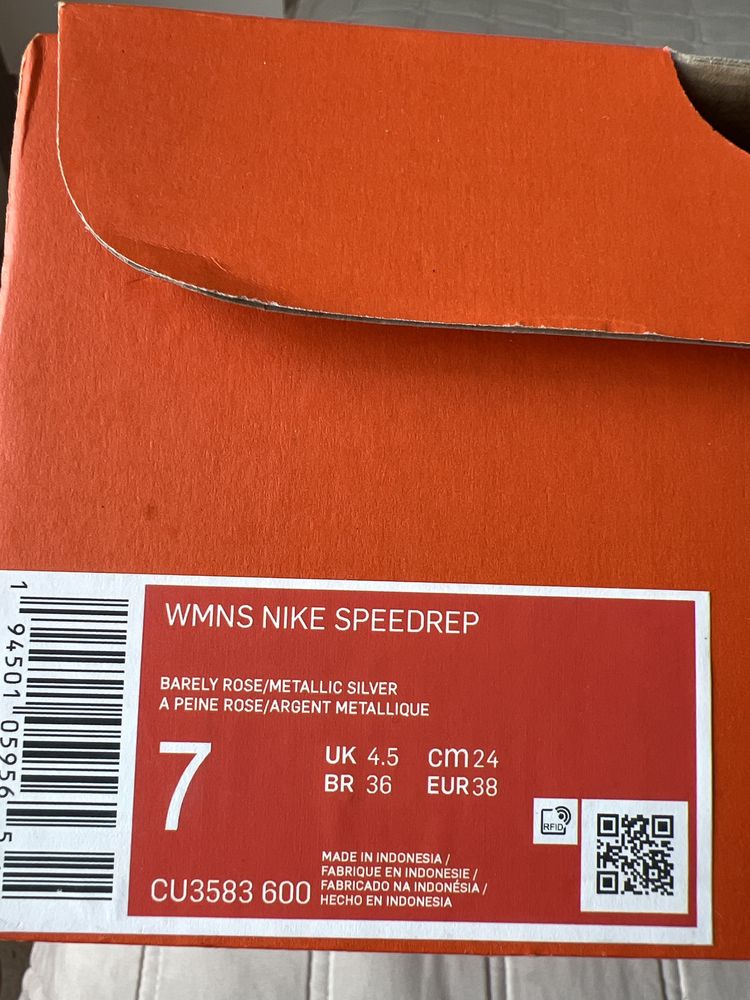 WMNS NIKE SPEEDREP
BARELY ROSE/METALLIC SILVER
A PEINE ROSE/ARGENT METALLIQUE
7
UK 4.5 cm 24
BR 36 EUR 38
RFID
CU3583 600
MADE IN INDONESIA /
FABRIQUE EN INDONESIE /
FABRICADO NA INDONÉSIA /
HECHO EN INDONESIA
1 94501 05956 5